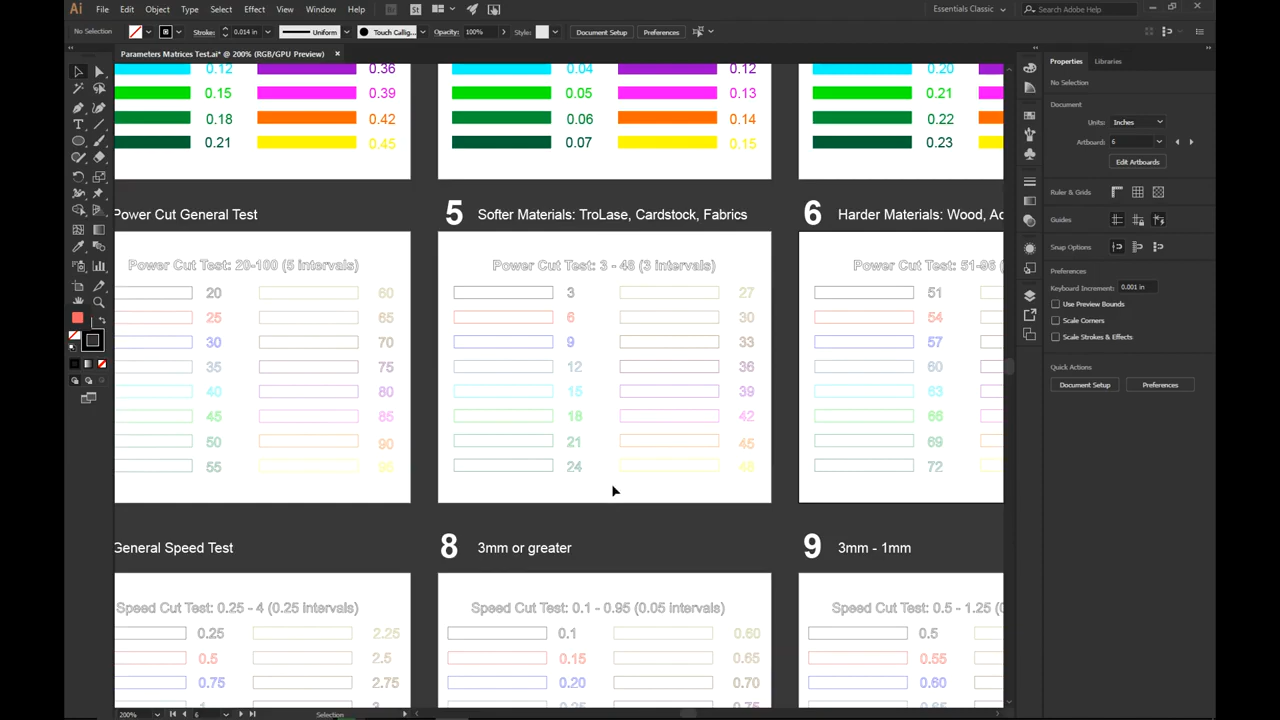 Ai File Edit Object Type Select Effect View Window Help Br St Essentials Classic Search Adobe Help
No Selection Stroke: 0.014 in Uniform Touch Callig... Opacity: 100% Style: Document Setup Preferences
Parameters Matrices Test.ai* @ 200% (RGB/GPU Preview) ×
Properties Libraries
No Selection
Document
Units: Inches
Artboard: 6
Edit Artboards
Ruler & Grids
Guides
Snap Options
Preferences
Keyboard Increment: 0.001 in
Use Preview Bounds
Scale Corners
Scale Strokes & Effects
Quick Actions
Document Setup Preferences
0.12 0.36
0.15 0.39
0.18 0.42
0.21 0.45
0.04 0.12
0.05 0.13
0.06 0.14
0.07 0.15
0.20
0.21
0.22
0.23
Power Cut General Test
Power Cut Test: 20-100 (5 intervals)
20 60
25 65
30 70
35 75
40 80
45 85
50 90
55 95
5 Softer Materials: TroLase, Cardstock, Fabrics
Power Cut Test: 3 - 48 (3 intervals)
3 27
6 30
9 33
12 36
15 39
18 42
21 45
24 48
6 Harder Materials: Wood, Ac
Power Cut Test: 51-96 (
51
54
57
60
63
66
69
72
General Speed Test
Speed Cut Test: 0.25 - 4 (0.25 intervals)
0.25 2.25
0.5 2.5
0.75 2.75
1 3
8 3mm or greater
Speed Cut Test: 0.1 - 0.95 (0.05 intervals)
0.1 0.60
0.15 0.65
0.20 0.70
0.25 0.75
9 3mm - 1mm
Speed Cut Test: 0.5 - 1.25 (0
0.5
0.55
0.60
0.65
200% 6 Selection